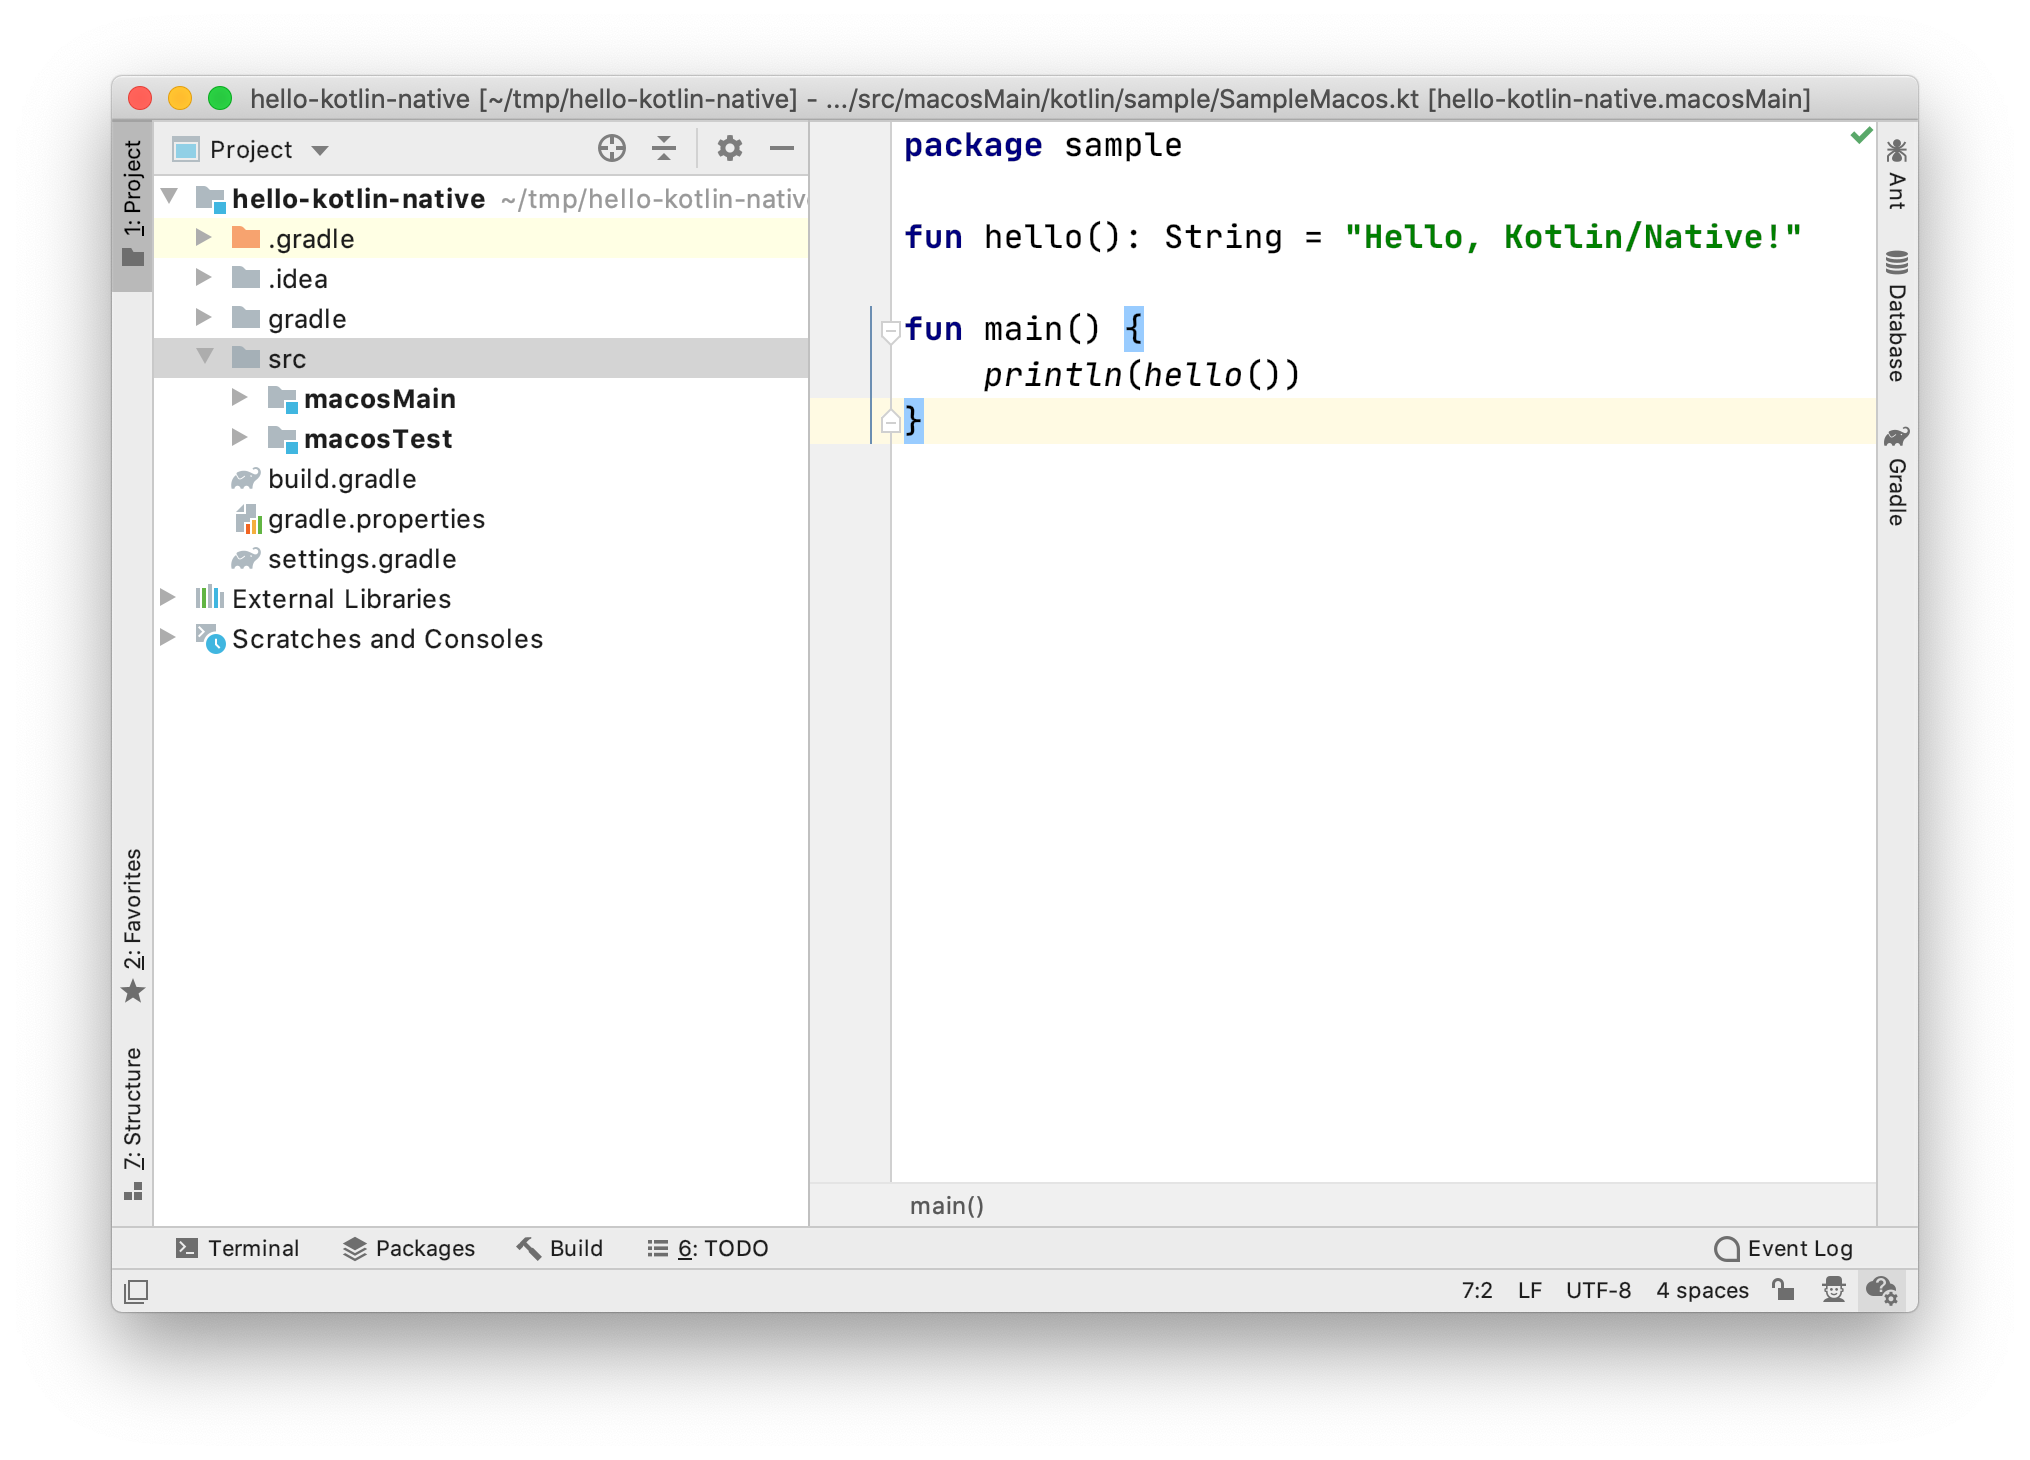 hello-kotlin-native [~/tmp/hello-kotlin-native] - .../src/macosMain/kotlin/sample/SampleMacos.kt [hello-kotlin-native.macosMain]
1: Project
2: Favorites
7: Structure
Project
hello-kotlin-native ~/tmp/hello-kotlin-nativ
.gradle
.idea
gradle
src
macosMain
macosTest
build.gradle
gradle.properties
settings.gradle
External Libraries
Scratches and Consoles
package sample
fun hello(): String = "Hello, Kotlin/Native!"
fun main() {
println(hello())
}
main()
Ant
Database
Gradle
Terminal Packages Build 6: TODO Event Log
7:2 LF UTF-8 4 spaces